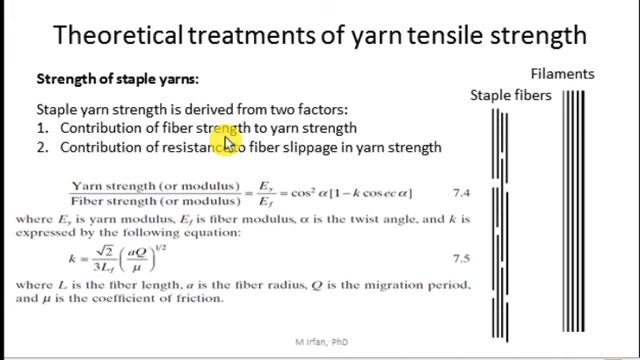 Theoretical treatments of yarn tensile strength
Filaments
Strength of staple yarns:
Staple fibers
Staple yarn strength is derived from two factors:
1. Contribution of fiber strength to yarn strength
2. Contribution of resistance to fiber slippage in yarn strength
Yarn strength (or modulus) / Fiber strength (or modulus) = E_y / E_f = cos² α [1 − k cosec α] 7.4
where E_y is yarn modulus, E_f is fiber modulus, α is the twist angle, and k is
expressed by the following equation:
k = √2 / 3L_f (aQ / μ)^1/2 7.5
where L is the fiber length, a is the fiber radius, Q is the migration period,
and μ is the coefficient of friction.
M Irfan, PhD